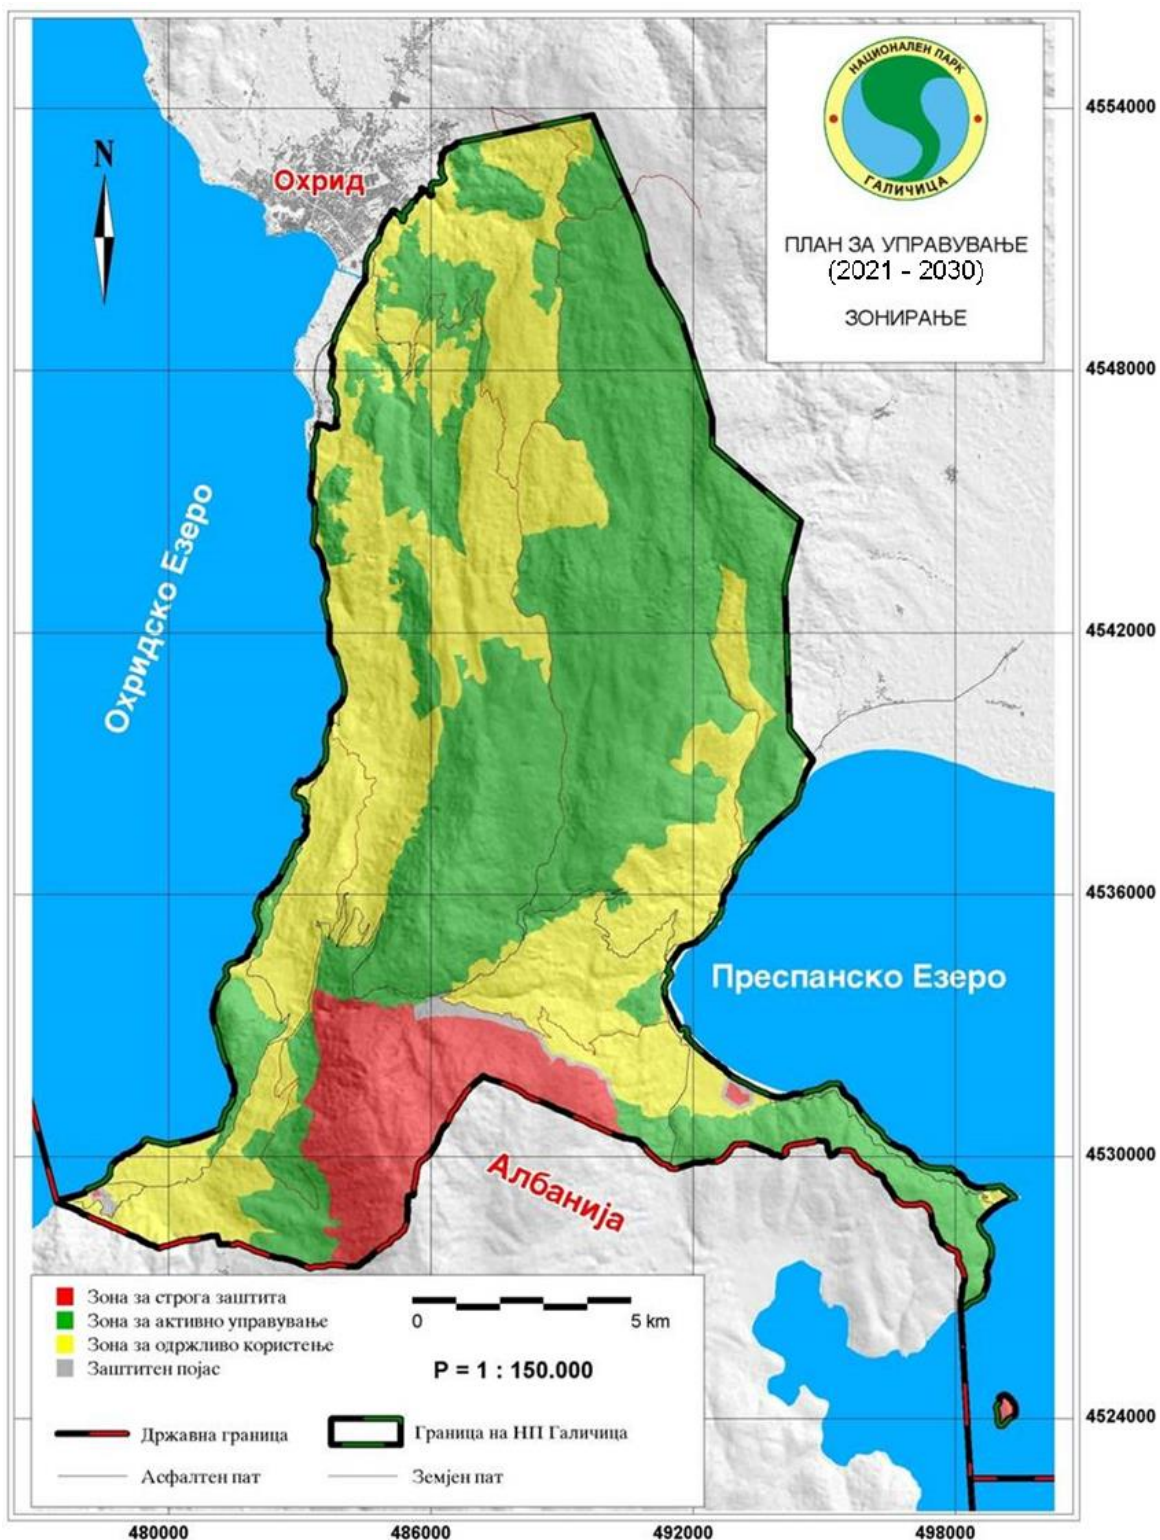 НАЦИОНАЛЕН ПАРК
ГАЛИЧИЦА
ПЛАН ЗА УПРАВУВАЊЕ
(2021 - 2030)
ЗОНИРАЊЕ
N
Охрид
Охридско Езеро
Преспанско Езеро
Албанија
4554000
4548000
4542000
4536000
4530000
4524000
Зона за строга заштита
Зона за активно управување
Зона за одржливо користење
Заштитен појас
0 5 km
Р = 1 : 150.000
Државна граница
Граница на НП Галичица
Асфалтен пат
Земјен пат
480000 486000 492000 498000